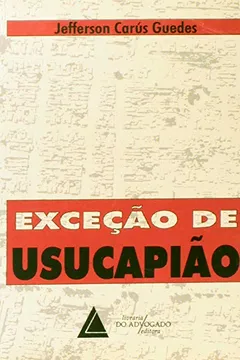 Jefferson Carús Guedes
EXCEÇÃO DE
USUCAPIÃO
livraria/
DO ADVOGADO
/editora